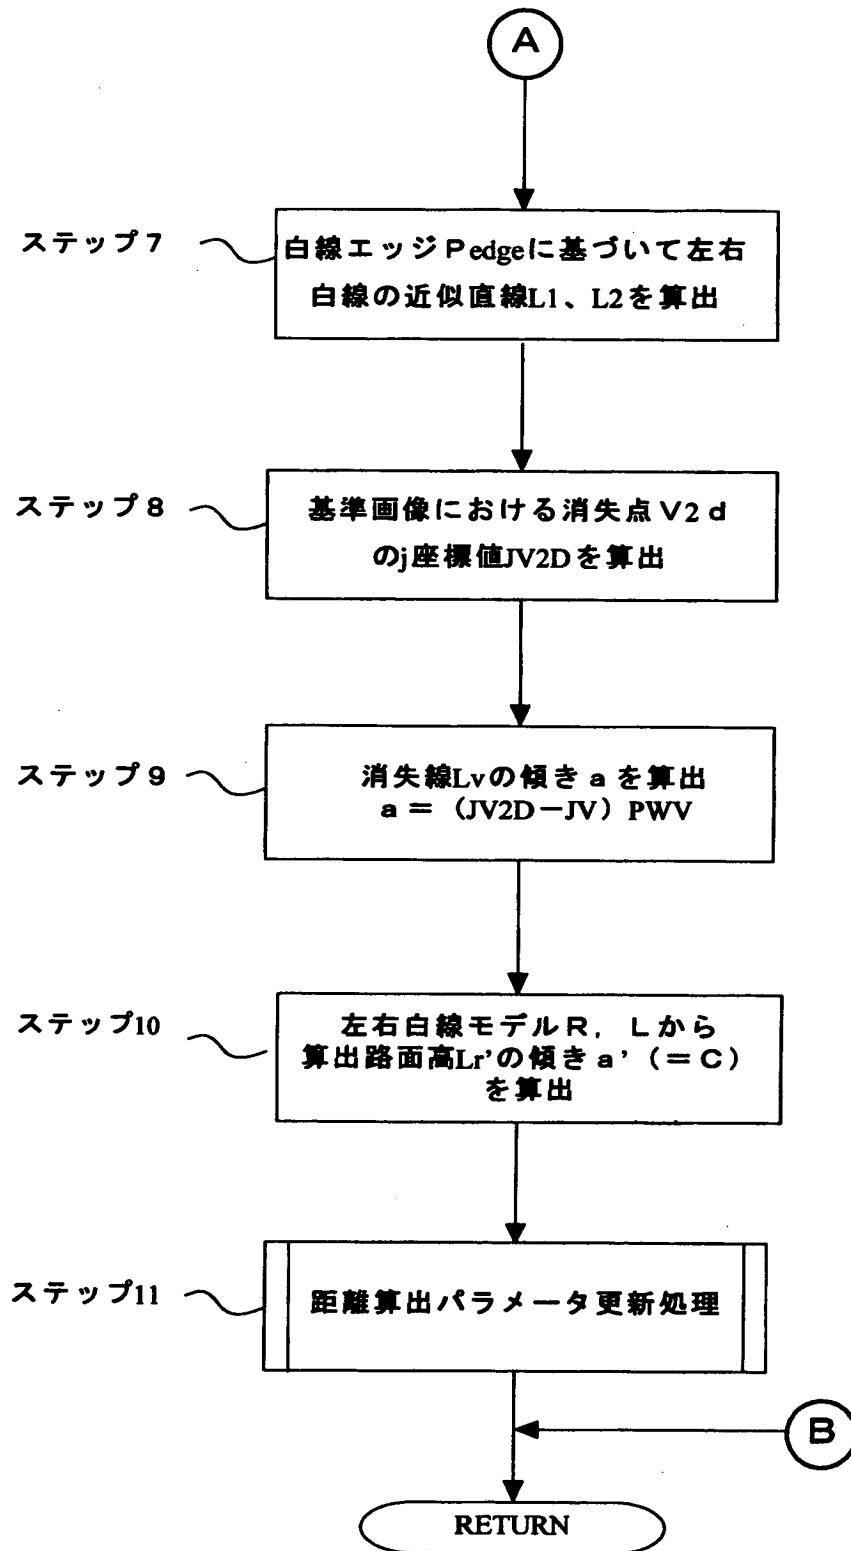 A
ステップ7
白線エッジPedgeに基づいて左右
白線の近似直線L1、L2を算出
ステップ8
基準画像における消失点V2d
のj座標値JV2Dを算出
ステップ9
消失線Lvの傾きaを算出
a=(JV2D-JV)PWV
ステップ10
左右白線モデルR,Lから
算出路面高Lr'の傾きa'(=C)
を算出
ステップ11
距離算出パラメータ更新処理
B
RETURN